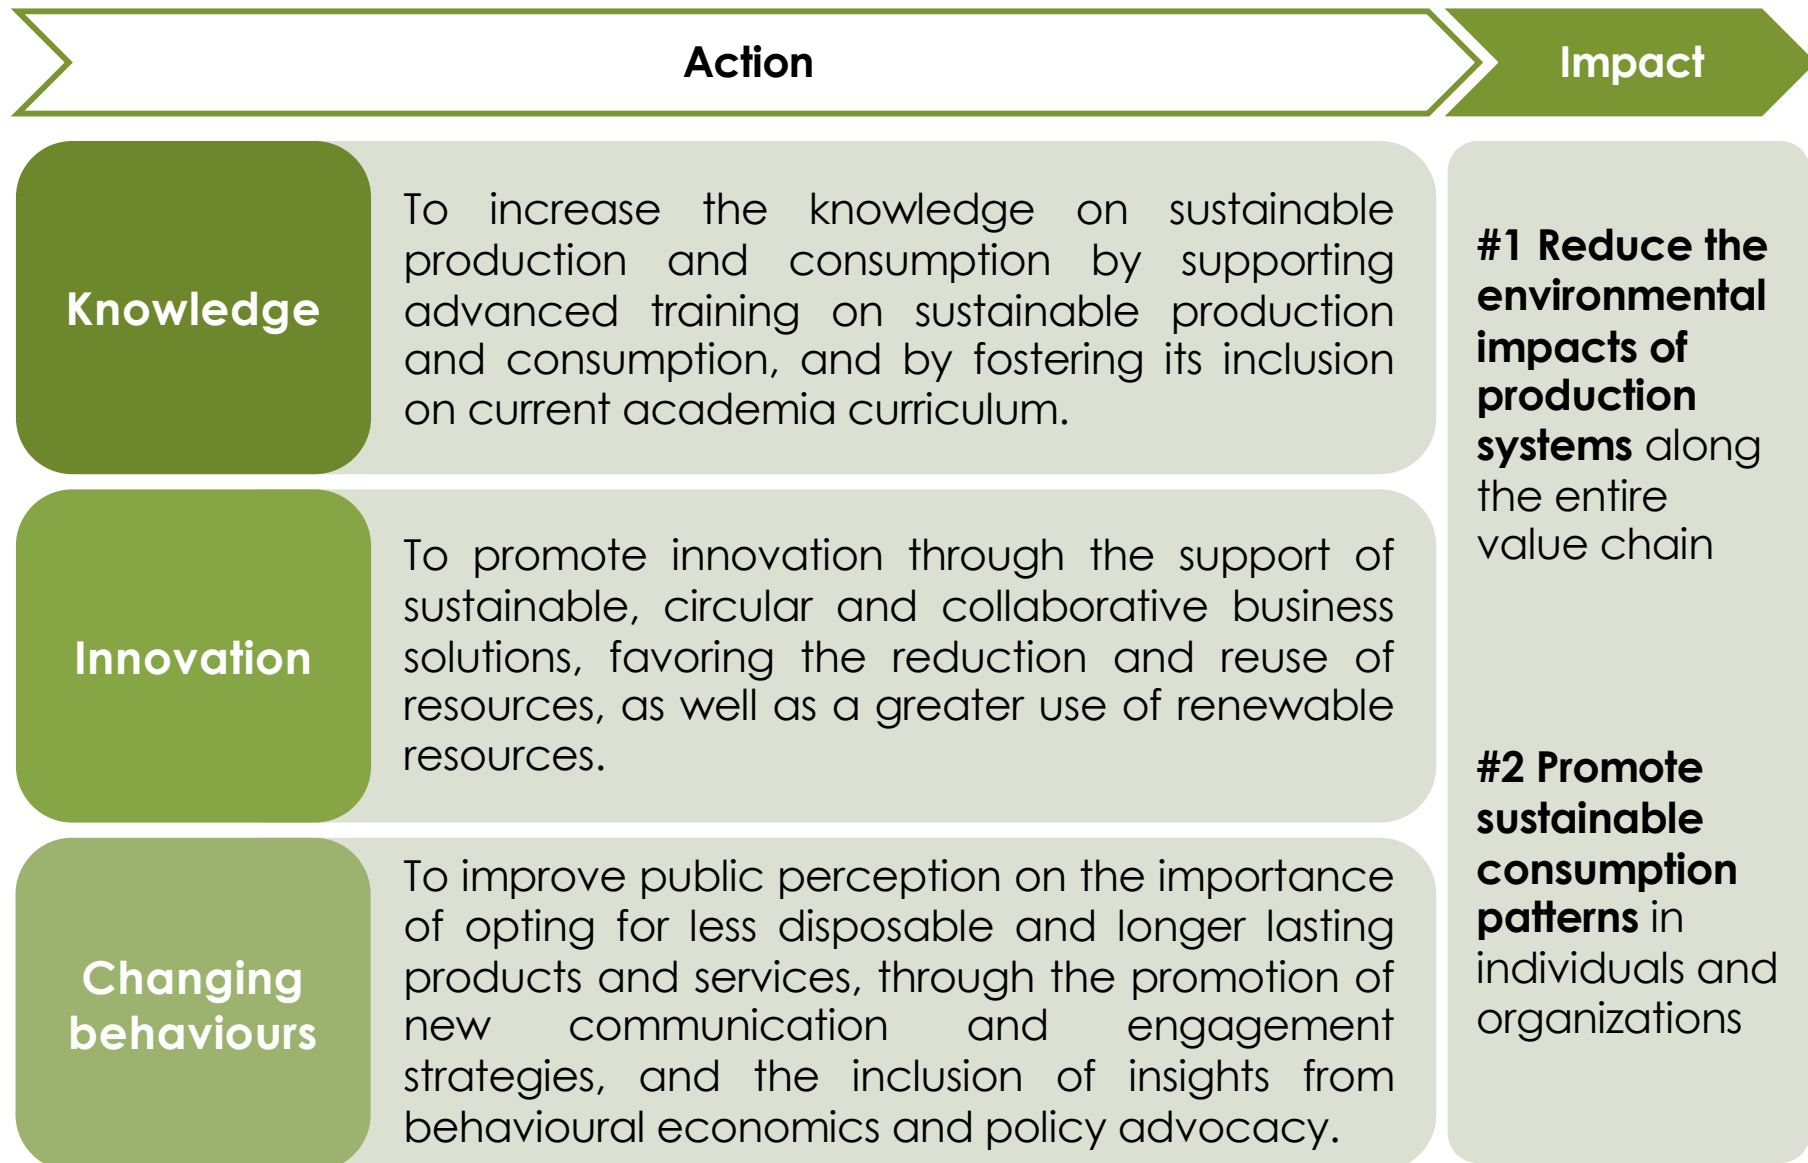 Action
Impact
Knowledge
To increase the knowledge on sustainable
production and consumption by supporting
advanced training on sustainable production
and consumption, and by fostering its inclusion
on current academia curriculum.
Innovation
To promote innovation through the support of
sustainable, circular and collaborative business
solutions, favoring the reduction and reuse of
resources, as well as a greater use of renewable
resources.
Changing
behaviours
To improve public perception on the importance
of opting for less disposable and longer lasting
products and services, through the promotion of
new communication and engagement
strategies, and the inclusion of insights from
behavioural economics and policy advocacy.
#1 Reduce the
environmental
impacts of
production
systems along
the entire
value chain
#2 Promote
sustainable
consumption
patterns in
individuals and
organizations